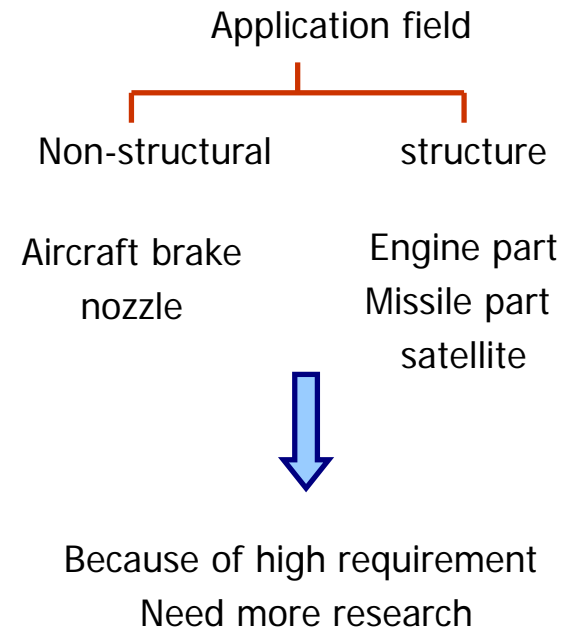 Application field
Non-structural
structure
Aircraft brake
nozzle
Engine part
Missile part
satellite
Because of high requirement
Need more research